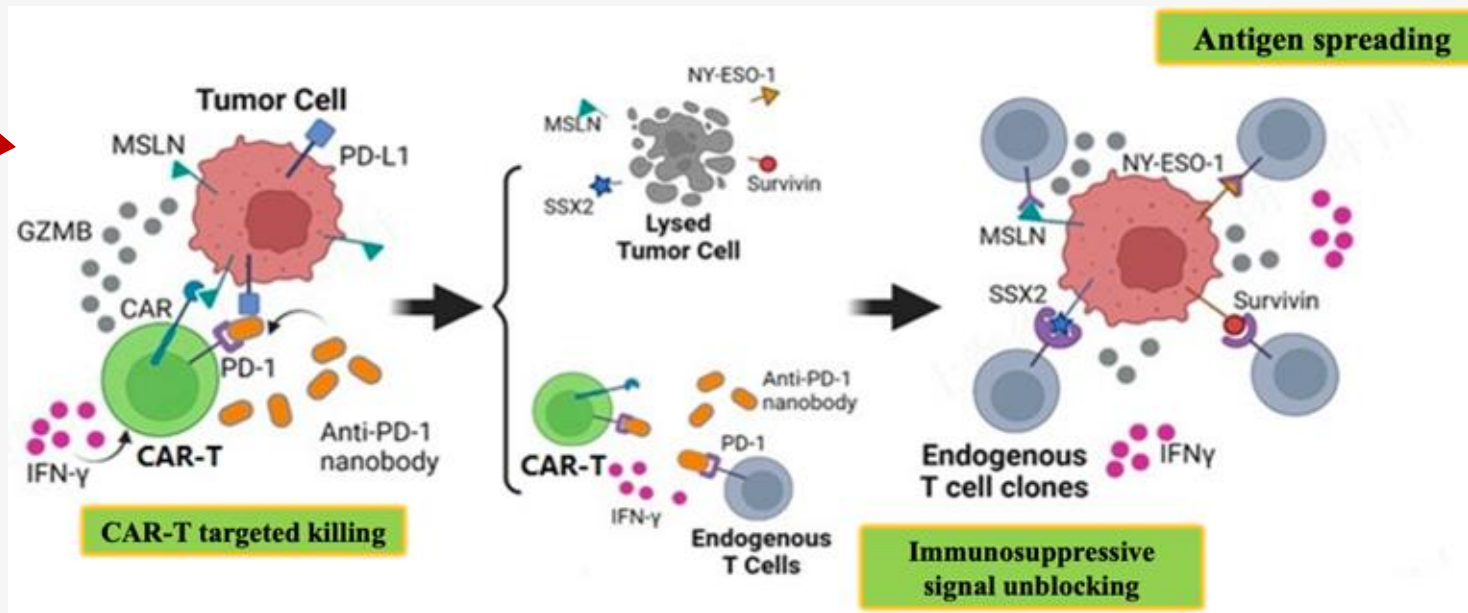 Antigen spreading
Tumor Cell
MSLN
PD-L1
GZMB
CAR
PD-1
Anti-PD-1
nanobody
IFN-γ
CAR-T
CAR-T targeted killing
NY-ESO-1
MSLN
Survivin
SSX2
Lysed
Tumor Cell
Anti-PD-1
nanobody
PD-1
CAR-T
IFN-γ
Endogenous
T Cells
Immunosuppressive
signal unblocking
NY-ESO-1
MSLN
SSX2
Survivin
Endogenous
T cell clones
IFNγ